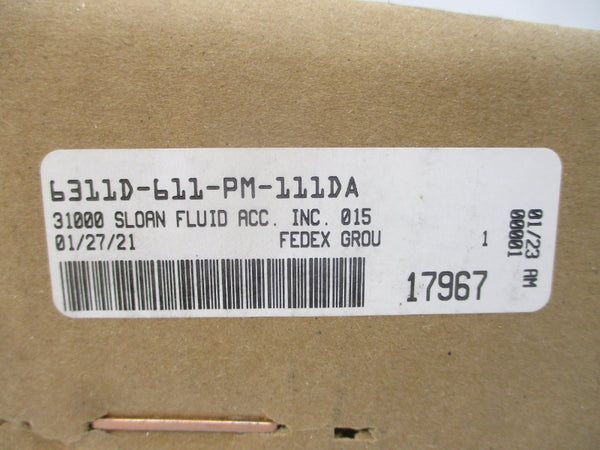 6311D-611-PM-111DA
31000 SLOAN FLUID ACC. INC. 015
01/27/21 FEDEX GROU 1
17967
01/23 AM
00001